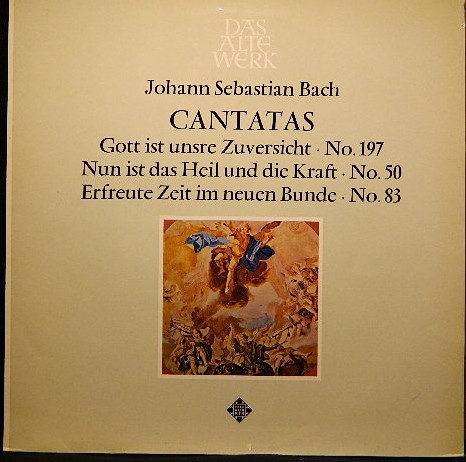 DAS
ALTE
WERK
Johann Sebastian Bach
CANTATAS
Gott ist unsre Zuversicht · No. 197
Nun ist das Heil und die Kraft · No. 50
Erfreute Zeit im neuen Bunde · No. 83